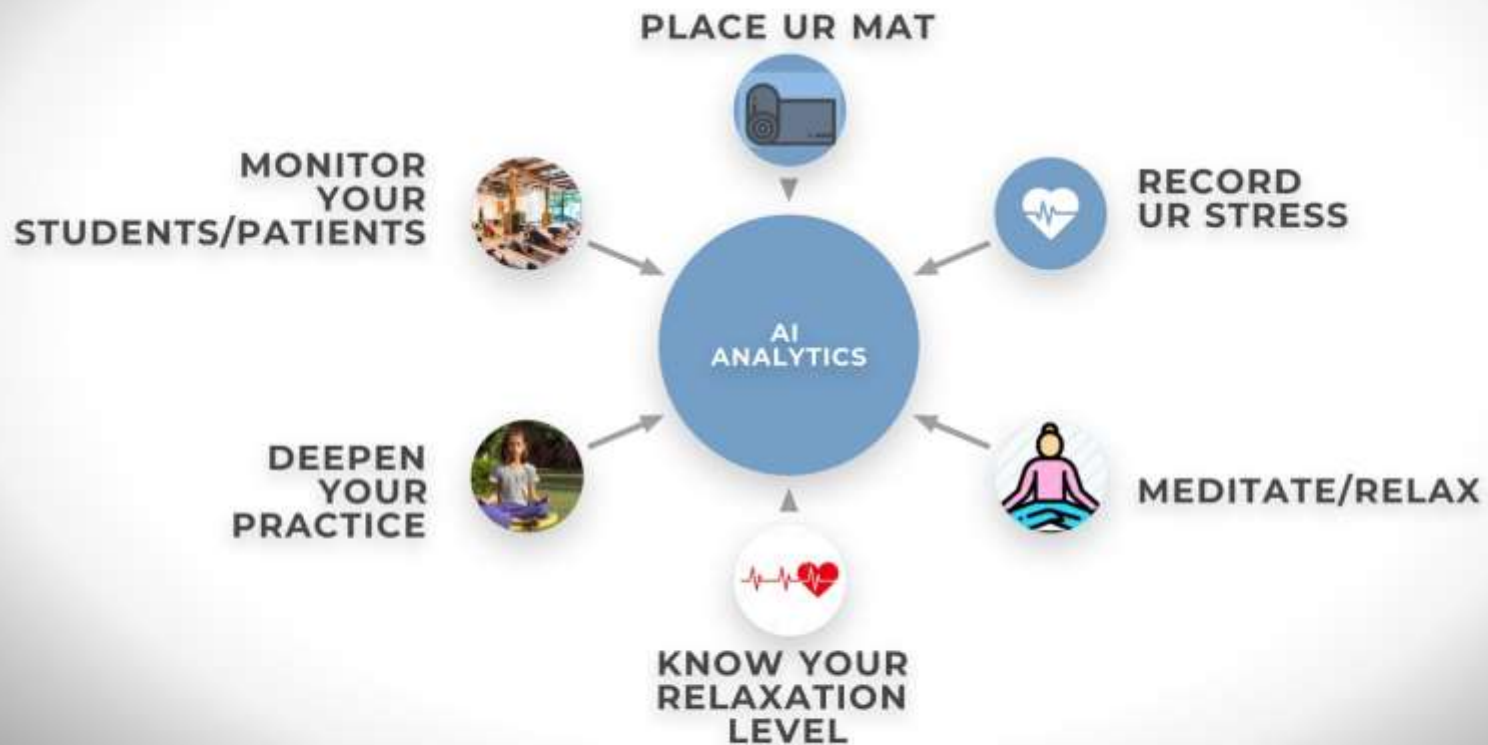 PLACE UR MAT
MONITOR
YOUR
STUDENTS/PATIENTS
RECORD
UR STRESS
AI
ANALYTICS
DEEPEN
YOUR
PRACTICE
MEDITATE/RELAX
KNOW YOUR
RELAXATION
LEVEL